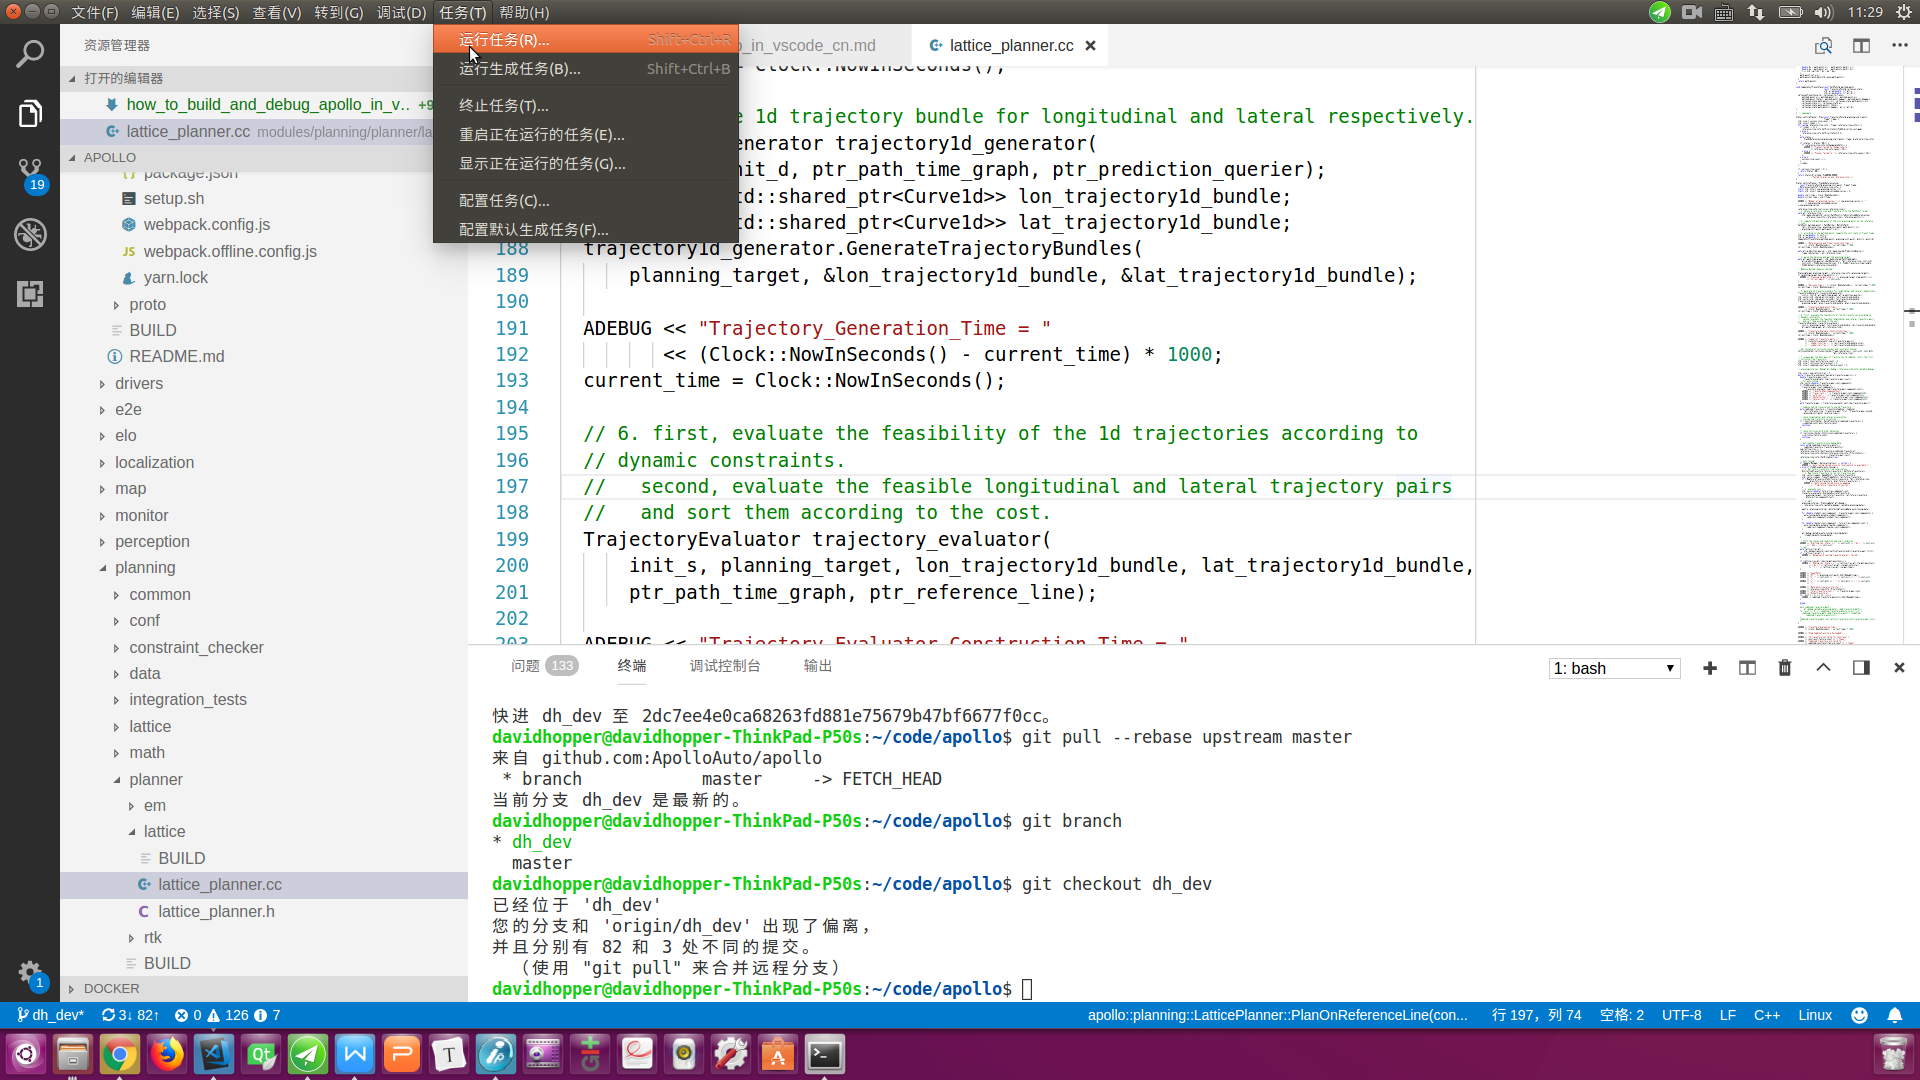 文件(F) 编辑(E) 选择(S) 查看(V) 转到(G) 调试(D) 任务(T) 帮助(H)
11:29
资源管理器
打开的编辑器
how_to_build_and_debug_apollo_in_v... +9
lattice_planner.cc modules/planning/planner/la
APOLLO
package.json
setup.sh
webpack.config.js
JS webpack.offline.config.js
yarn.lock
proto
BUILD
README.md
drivers
e2e
elo
localization
map
monitor
perception
planning
common
conf
constraint_checker
data
integration_tests
lattice
math
planner
em
lattice
BUILD
lattice_planner.cc
lattice_planner.h
rtk
BUILD
DOCKER
19
1
运行任务(R)... Shift+Ctrl+R
运行生成任务(B)... Shift+Ctrl+B
终止任务(T)...
重启正在运行的任务(E)...
显示正在运行的任务(G)...
配置任务(C)...
配置默认生成任务(F)...
o_in_vscode_cn.md
lattice_planner.cc
Clock::NowInSeconds();
1d trajectory bundle for longitudinal and lateral respectively.
enerator trajectory1d_generator(
nit_d, ptr_path_time_graph, ptr_prediction_querier);
td::shared_ptr<Curve1d>> lon_trajectory1d_bundle;
td::shared_ptr<Curve1d>> lat_trajectory1d_bundle;
188 trajectory1d_generator.GenerateTrajectoryBundles(
189 planning_target, &lon_trajectory1d_bundle, &lat_trajectory1d_bundle);
190
191 ADEBUG << "Trajectory_Generation_Time = "
192 << (Clock::NowInSeconds() - current_time) * 1000;
193 current_time = Clock::NowInSeconds();
194
195 // 6. first, evaluate the feasibility of the 1d trajectories according to
196 // dynamic constraints.
197 //   second, evaluate the feasible longitudinal and lateral trajectory pairs
198 //   and sort them according to the cost.
199 TrajectoryEvaluator trajectory_evaluator(
200 init_s, planning_target, lon_trajectory1d_bundle, lat_trajectory1d_bundle,
201 ptr_path_time_graph, ptr_reference_line);
202
203 ADEBUG << "Trajectory_Evaluator_Construction_Time = "
问题 133 终端 调试控制台 输出
1: bash
快进 dh_dev 至 2dc7ee4e0ca68263fd881e75679b47bf6677f0cc。
davidhopper@davidhopper-ThinkPad-P50s:~/code/apollo$ git pull --rebase upstream master
来自 github.com:ApolloAuto/apollo
* branch master -> FETCH_HEAD
当前分支 dh_dev 是最新的。
davidhopper@davidhopper-ThinkPad-P50s:~/code/apollo$ git branch
* dh_dev
master
davidhopper@davidhopper-ThinkPad-P50s:~/code/apollo$ git checkout dh_dev
已经位于 'dh_dev'
您的分支和 'origin/dh_dev' 出现了偏离，
并且分别有 82 和 3 处不同的提交。
（使用 "git pull" 来合并远程分支）
davidhopper@davidhopper-ThinkPad-P50s:~/code/apollo$
dh_dev* 3↓ 82↑ 0 126 7
apollo::planning::LatticePlanner::PlanOnReferenceLine(con... 行 197，列 74 空格: 2 UTF-8 LF C++ Linux